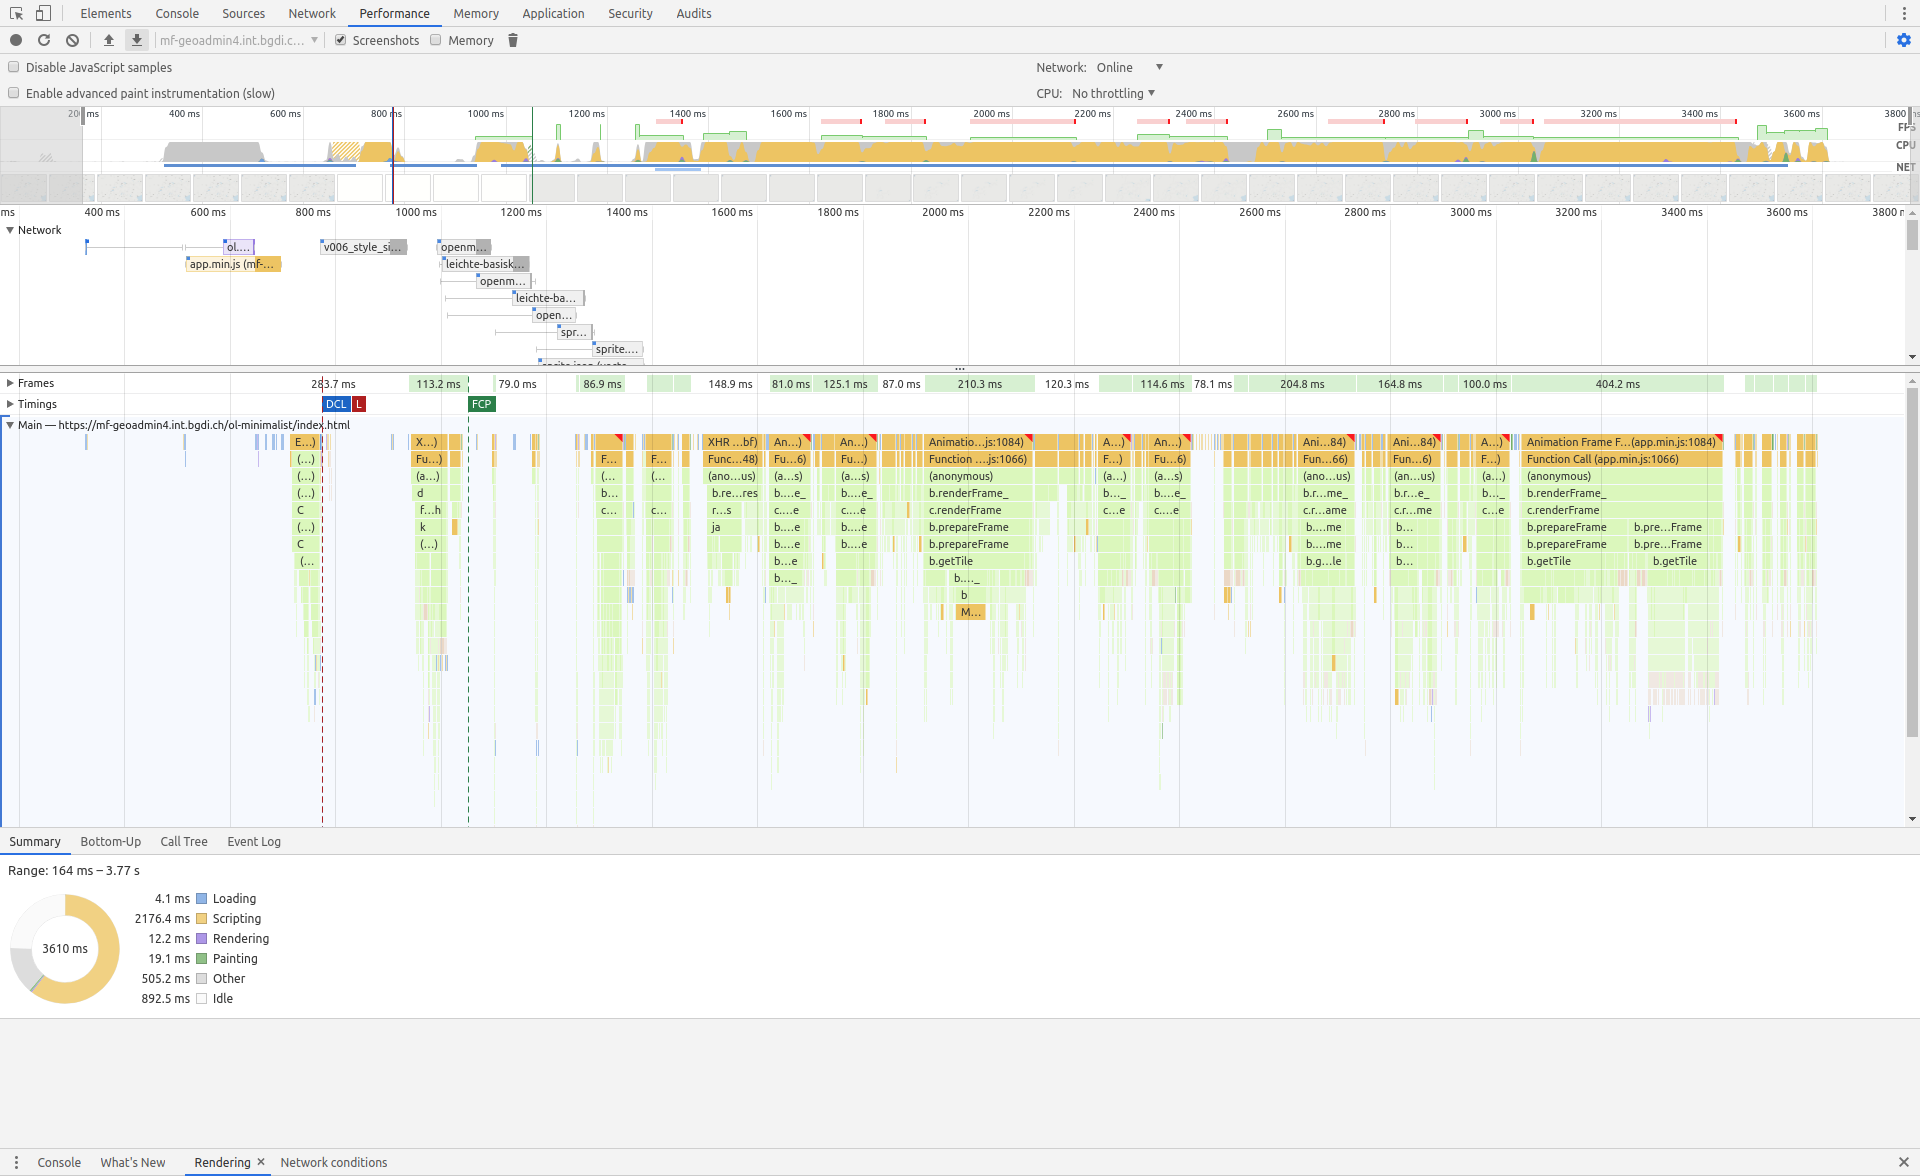 Elements Console Sources Network Performance Memory Application Security Audits
mf-geoadmin4.int.bgdi.c... Screenshots Memory
Disable JavaScript samples Network: Online
Enable advanced paint instrumentation (slow) CPU: No throttling
ms 400 ms 600 ms 800 ms 1000 ms 1200 ms 1400 ms 1600 ms 1800 ms 2000 ms 2200 ms 2400 ms 2600 ms 2800 ms 3000 ms 3200 ms 3400 ms 3600 ms 3800
FPS
CPU
NET
ms 400 ms 600 ms 800 ms 1000 ms 1200 ms 1400 ms 1600 ms 1800 ms 2000 ms 2200 ms 2400 ms 2600 ms 2800 ms 3000 ms 3200 ms 3400 ms 3600 ms 3800
Network
ol.... v006_style_si... openm...
app.min.js (mf-... leichte-basisk...
openm...
leichte-ba...
open...
spr...
sprite....
Frames 283.7 ms 113.2 ms 79.0 ms 86.9 ms 148.9 ms 81.0 ms 125.1 ms 87.0 ms 210.3 ms 120.3 ms 114.6 ms 78.1 ms 204.8 ms 164.8 ms 100.0 ms 404.2 ms
Timings DCL L FCP
Main — https://mf-geoadmin4.int.bgdi.ch/ol-minimalist/index.html
E...) X...) XHR ...bf) An...) An...) Animatio...js:1084) A...) An...) Ani...84) Ani...84) A...) Animation Frame F...(app.min.js:1084)
(...) Fu...) F... F... Func...48) Fu...6) Fu...) Function ....js:1066) F...) Fu...6) Fun...66) Fun...6) F...) Function Call (app.min.js:1066)
(...) (a...) (... (... (ano...us) (a...s) (a...s) (anonymous) (a...) (a...s) (ano...us) (an...us) (a...) (anonymous)
(...) d b... b.re...res b....e_ b....e_ b.renderFrame_ b..._ b....e_ b.r...me_ b.r...e_ b..._ b.renderFrame_
C f...h c... c... r...s c....e c....e c.renderFrame c...e c....e c.r...ame c.r...me c...e c.renderFrame
(...) k ja b....e b....e b.prepareFrame b....me b... b.prepareFrame b.pre...Frame
C (...) b....e b....e b.prepareFrame b....me b... b.prepareFrame b.pre...Frame
(... b...e b.getTile b.g...le b... b.getTile b.getTile
b..._ b...._
b
M...
Summary Bottom-Up Call Tree Event Log
Range: 164 ms – 3.77 s
4.1 ms Loading
2176.4 ms Scripting
12.2 ms Rendering
3610 ms
19.1 ms Painting
505.2 ms Other
892.5 ms Idle
Console What's New Rendering × Network conditions